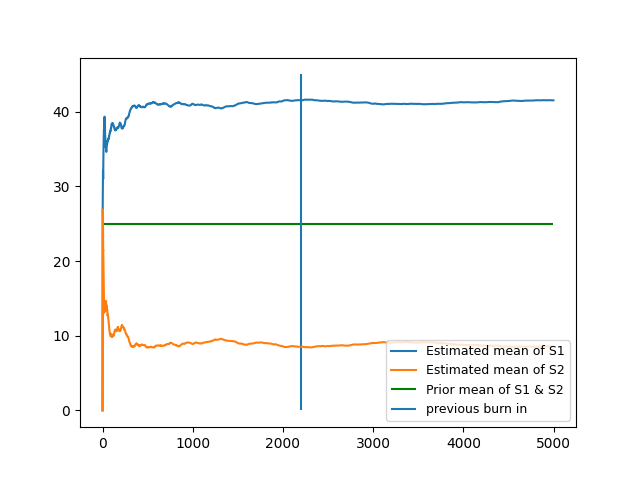 40
30
20
10
0
0
1000
2000
3000
4000
5000
Estimated mean of S1
Estimated mean of S2
Prior mean of S1 & S2
previous burn in